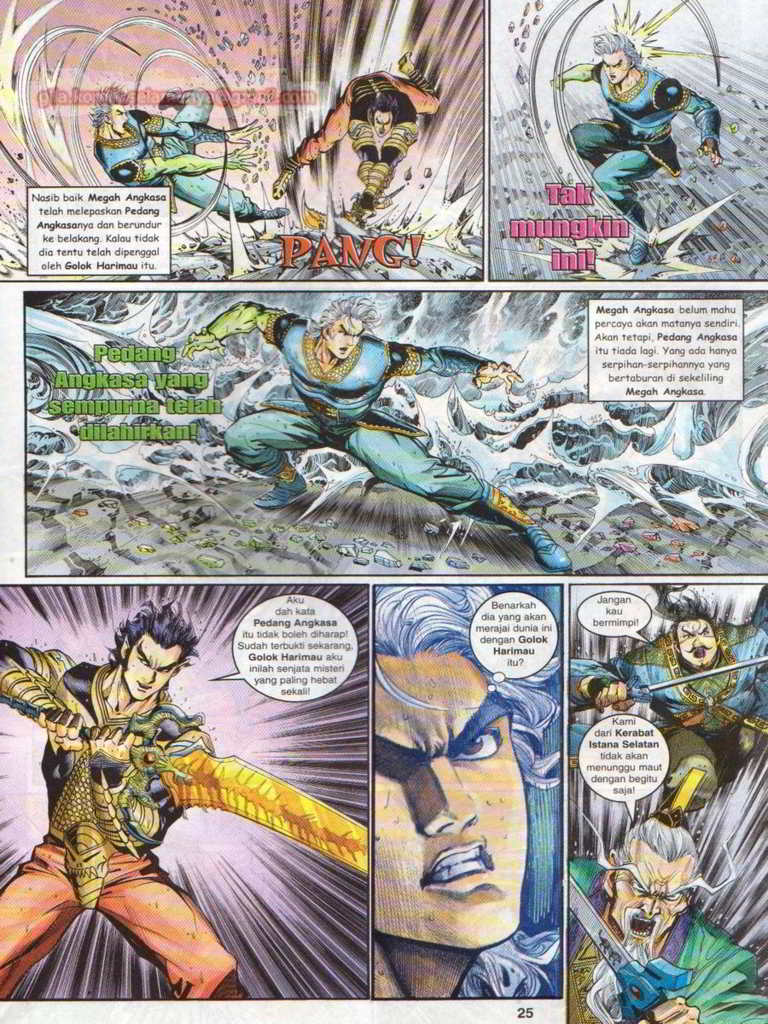 Nasib baik Megah Angkasa
telah melepaskan Pedang
Angkasanya dan berundur
ke belakang. Kalau tidak
dia tentu telah dipenggal
oleh Golok Harimau itu.
PANG!
Tak
mungkin
ini!
Pedang
Angkasa yang
sempurna telah
dilahirkan!
Megah Angkasa belum mahu
percaya akan matanya sendiri.
Akan tetapi, Pedang Angkasa
itu tiada lagi. Yang ada hanya
serpihan-serpihannya yang
bertaburan di sekeliling
Megah Angkasa.
Aku
dah kata
Pedang Angkasa
itu tidak boleh diharap!
Sudah terbukti sekarang,
Golok Harimau aku
inilah senjata misteri
yang paling hebat
sekali!
Benarkah
dia yang akan
merajai dunia ini
dengan Golok
Harimau
itu?
Jangan
kau
bermimpi!
Kami
dari Kerabat
Istana Selatan
tidak akan
menunggu maut
dengan begitu
saja!
25